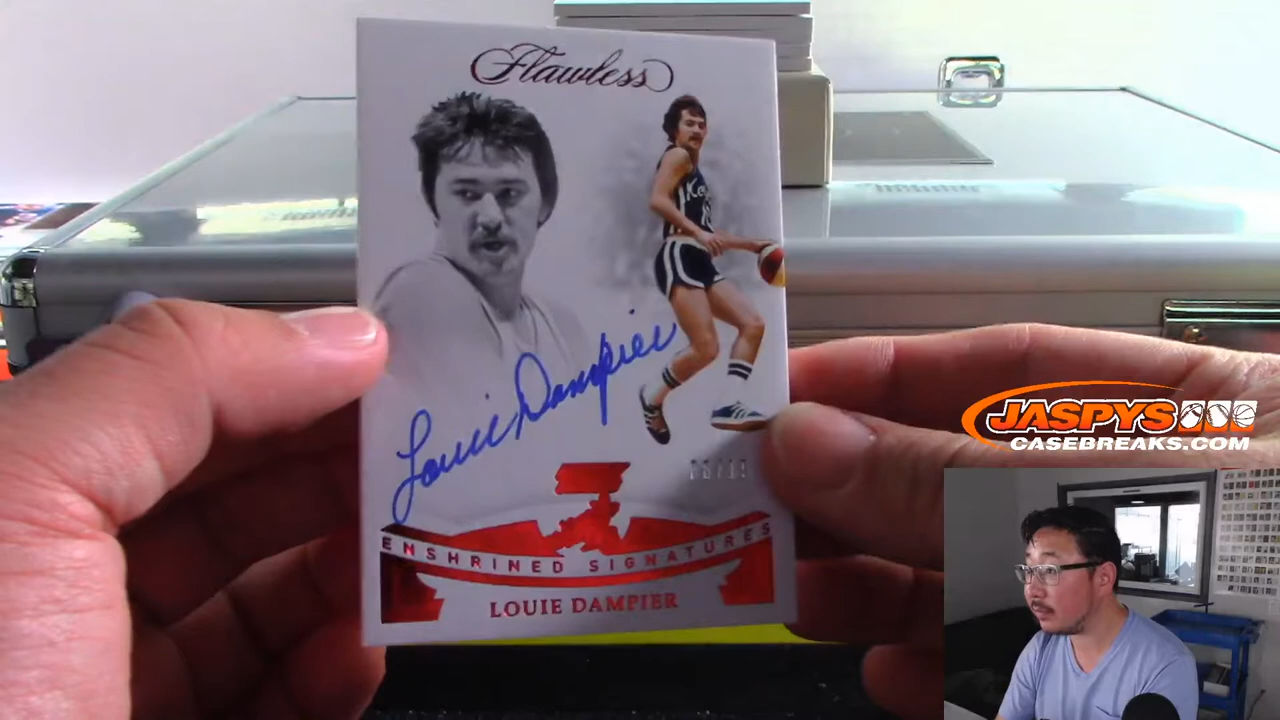 Flawless
Louie Dampier
ENSHRINED SIGNATURES
LOUIE DAMPIER
JASPYS
CASEBREAKS.COM